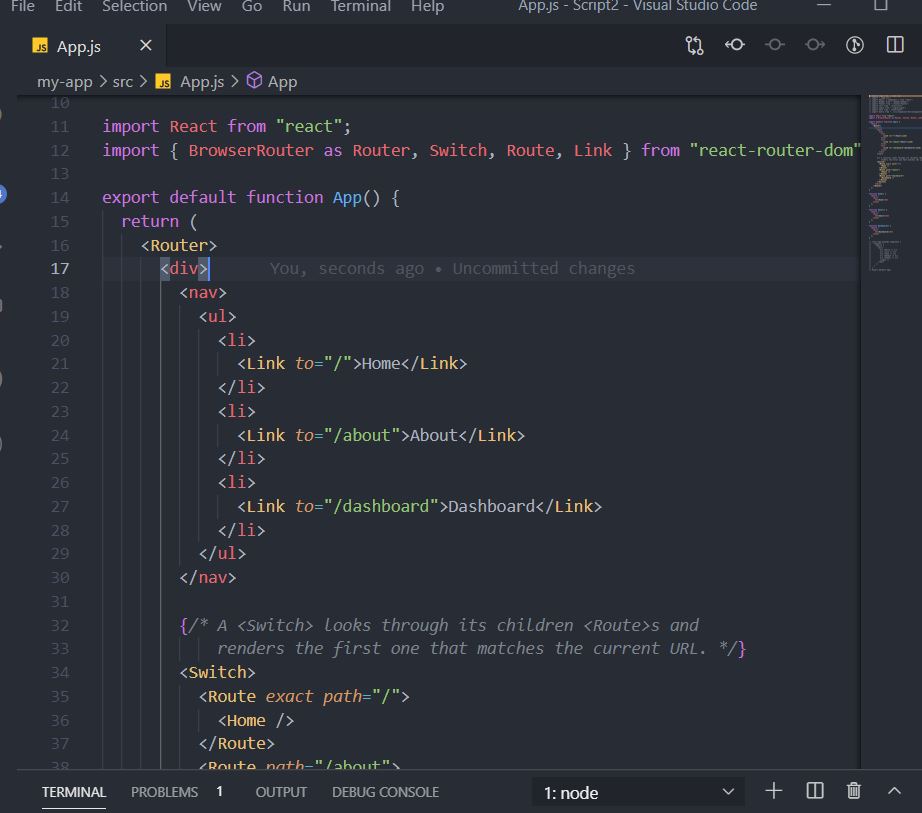 File Edit Selection View Go Run Terminal Help App.js - Script2 - Visual Studio Code
JS App.js
my-app > src > JS App.js > App
10
11 import React from "react";
12 import { BrowserRouter as Router, Switch, Route, Link } from "react-router-dom"
13
14 export default function App() {
15 return (
16 <Router>
17 <div> You, seconds ago • Uncommitted changes
18 <nav>
19 <ul>
20 <li>
21 <Link to="/">Home</Link>
22 </li>
23 <li>
24 <Link to="/about">About</Link>
25 </li>
26 <li>
27 <Link to="/dashboard">Dashboard</Link>
28 </li>
29 </ul>
30 </nav>
31
32 {/* A <Switch> looks through its children <Route>s and
33 renders the first one that matches the current URL. */}
34 <Switch>
35 <Route exact path="/">
36 <Home />
37 </Route>
38 <Route path="/about">
TERMINAL PROBLEMS 1 OUTPUT DEBUG CONSOLE 1: node